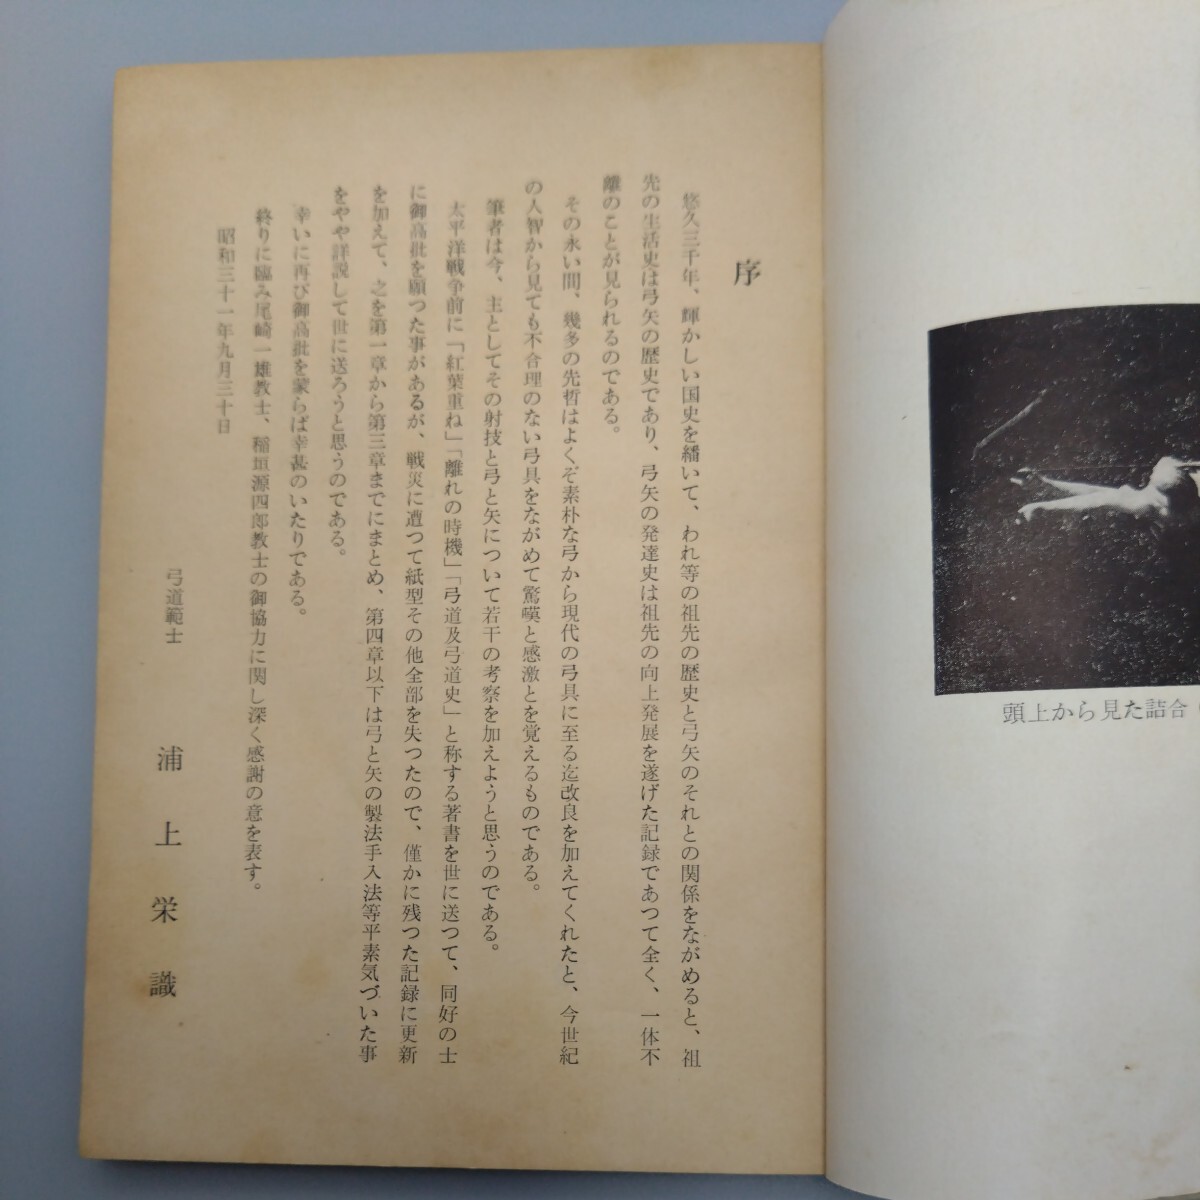 頭上から見た詰合
序
悠久三千年、輝かしい国史を繙いて、われ等の祖先の歴史と弓矢のそれとの関係をながめると、祖
先の生活史は弓矢の歴史であり、弓矢の発達史は祖先の向上発展を遂げた記録であつて全く、一体不
離のことが見られるのである。
その永い間、幾多の先哲はよくぞ素朴な弓から現代の弓具に至る迄改良を加えてくれたと、今世紀
の人智から見ても不合理のない弓具をながめて驚嘆と感激とを覚えるものである。
筆者は今、主としてその射技と弓と矢について若干の考察を加えようと思うのである。
太平洋戦争前に「紅葉重ね」「離れの時機」「弓道及弓道史」と称する著書を世に送つて、同好の士
に御高批を願つた事があるが、戦災に遭つて紙型その他全部を失つたので、僅かに残つた記録に更新
を加えて、之を第一章から第三章までにまとめ、第四章以下は弓と矢の製法手入法等平素気づいた事
をやや詳説して世に送ろうと思うのである。
幸いに再び御高批を蒙らば幸甚のいたりである。
終りに臨み尾崎一雄教士、稲垣源四郎教士の御協力に関し深く感謝の意を表す。
昭和三十一年九月三十日
弓道範士 浦上栄識